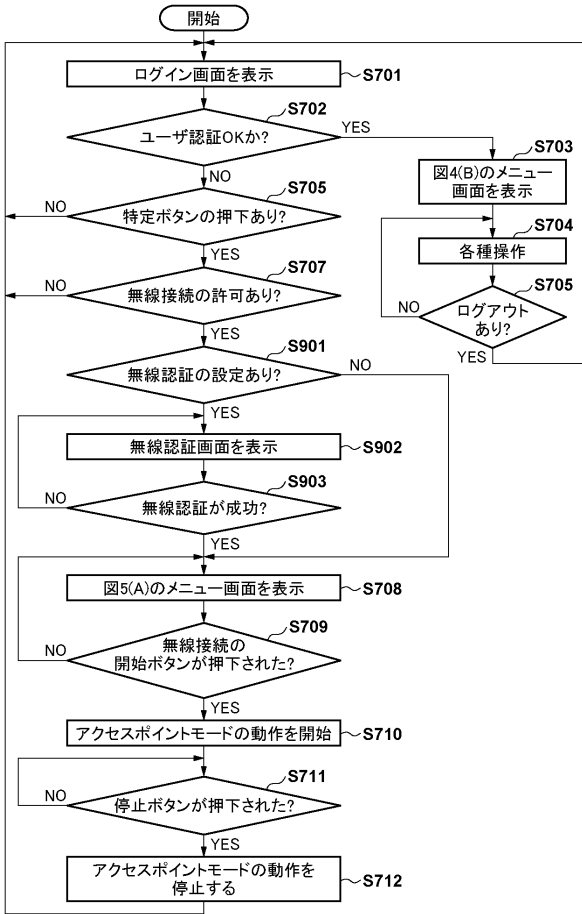 開始
ログイン画面を表示
S701
ユーザ認証OKか?
S702
YES
NO
図4(B)のメニュー
画面を表示
S703
各種操作
S704
ログアウト
あり?
S705
NO
YES
特定ボタンの押下あり?
S705
NO
YES
無線接続の許可あり?
S707
NO
YES
無線認証の設定あり?
S901
NO
YES
無線認証画面を表示
S902
無線認証が成功?
S903
NO
YES
図5(A)のメニュー画面を表示
S708
無線接続の
開始ボタンが押下された?
S709
NO
YES
アクセスポイントモードの動作を開始
S710
停止ボタンが押下された?
S711
NO
YES
アクセスポイントモードの動作を
停止する
S712